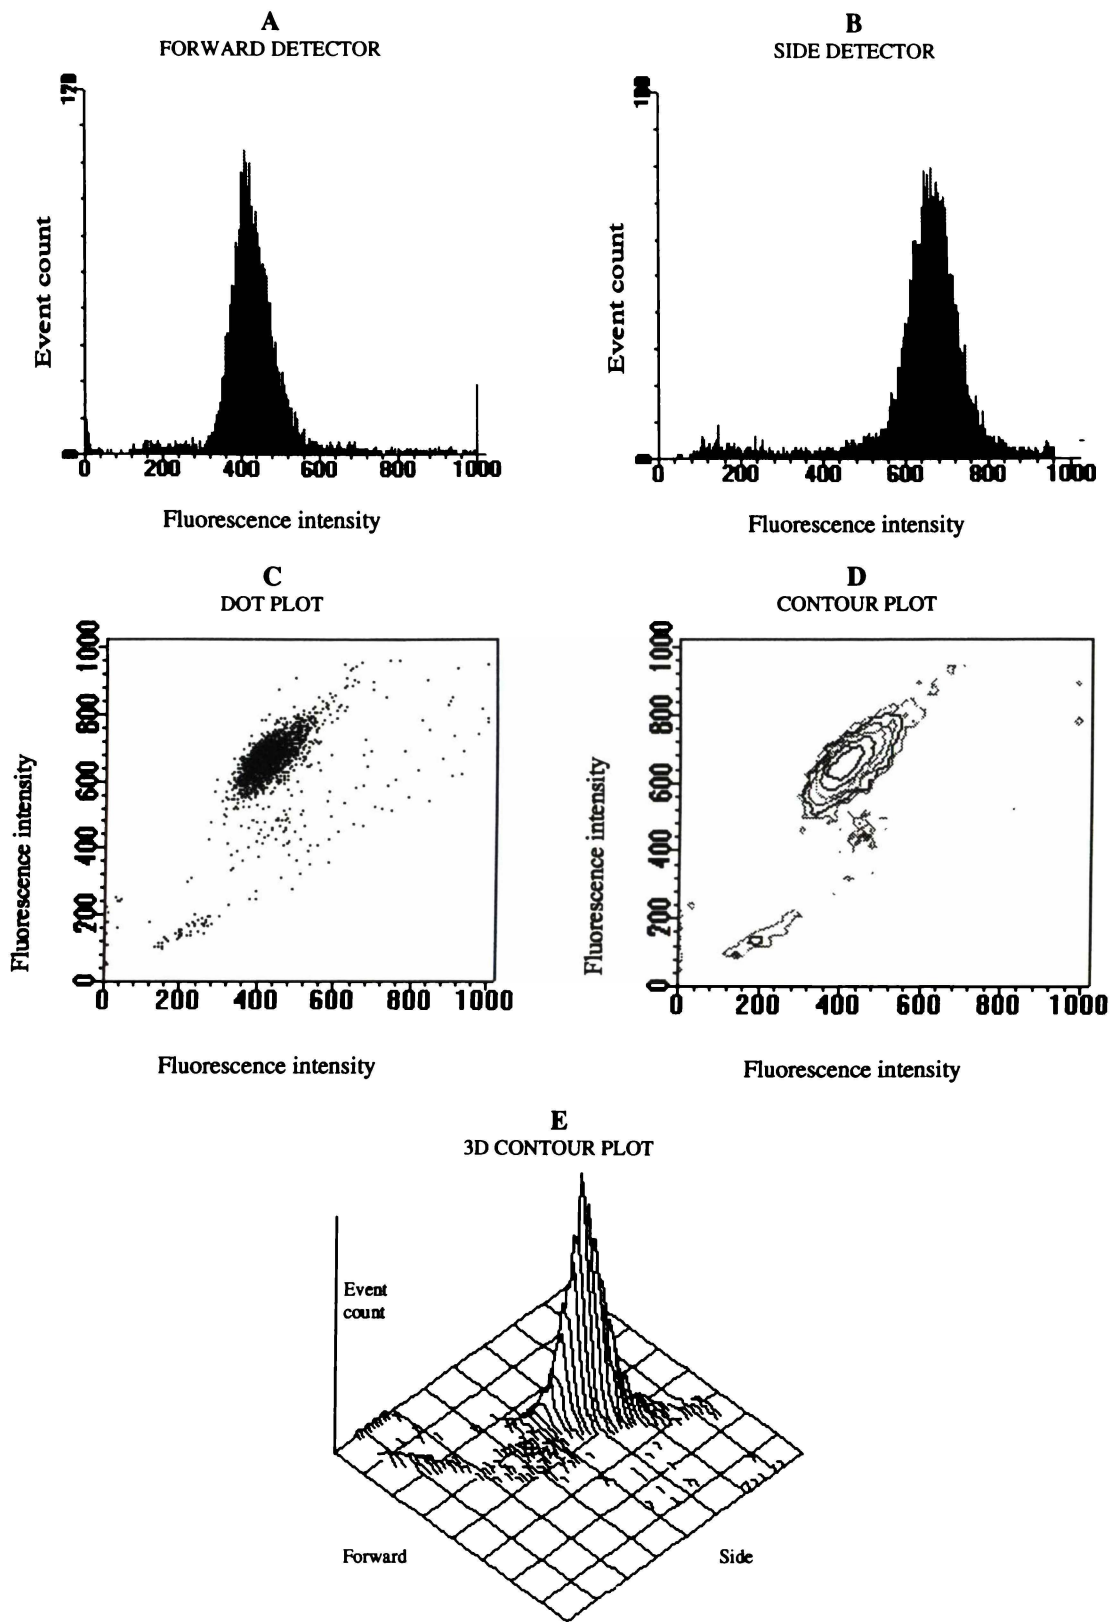 A
FORWARD DETECTOR
Event count
0 200 400 600 800 1000
Fluorescence intensity
B
SIDE DETECTOR
Event count
0 200 400 600 800 1000
Fluorescence intensity
C
DOT PLOT
1000
800
600
400
200
0
Fluorescence intensity
0 200 400 600 800 1000
Fluorescence intensity
D
CONTOUR PLOT
1000
800
600
400
200
0
Fluorescence intensity
0 200 400 600 800 1000
Fluorescence intensity
E
3D CONTOUR PLOT
Event
count
Forward
Side